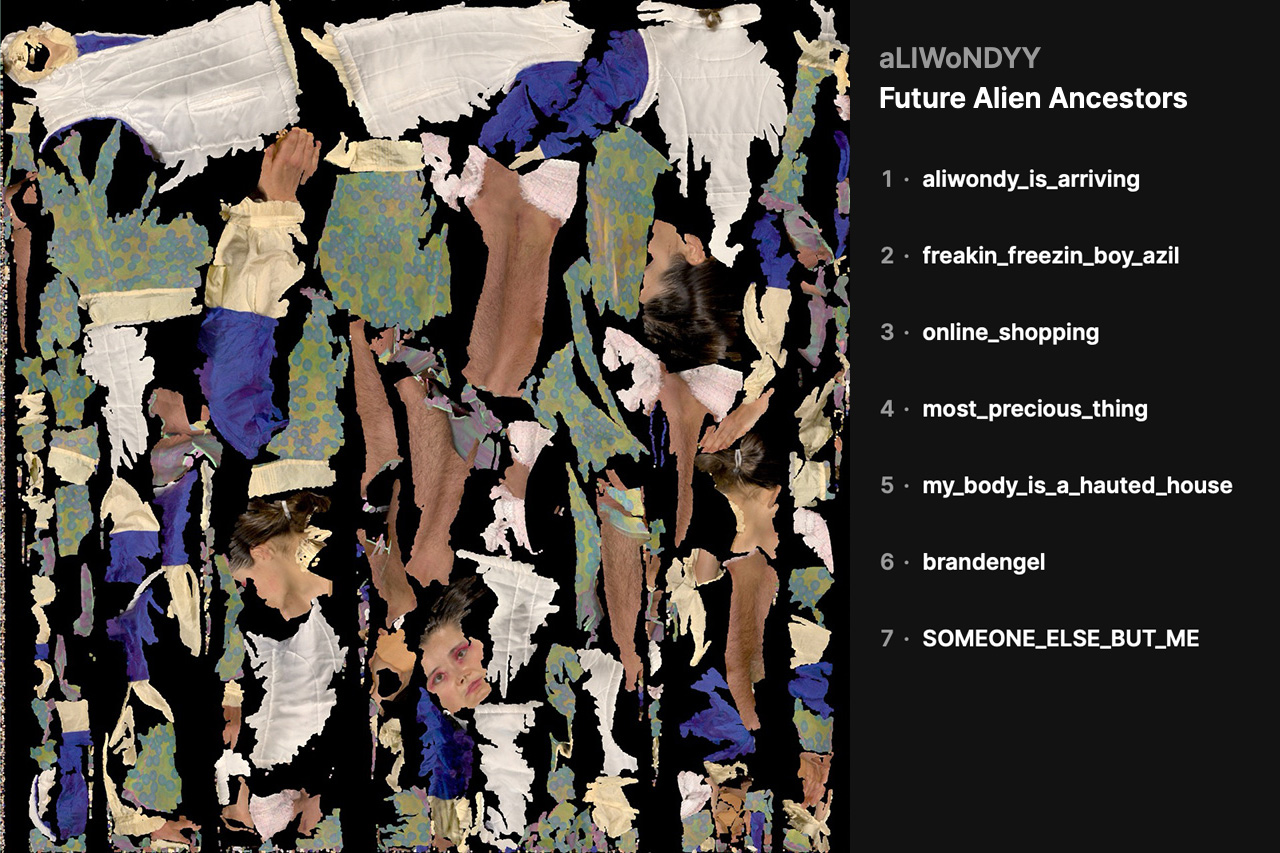 aLIWoNDYY
Future Alien Ancestors
1 · aliwondy_is_arriving
2 · freakin_freezin_boy_azil
3 · online_shopping
4 · most_precious_thing
5 · my_body_is_a_hauted_house
6 · brandengel
7 · SOMEONE_ELSE_BUT_ME